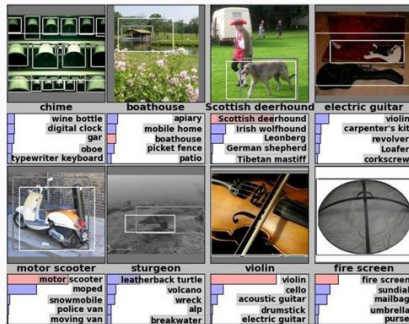 chime
boathouse
Scottish deerhound
electric guitar
wine bottle
digital clock
gar
oboe
typewriter keyboard
apiary
mobile home
boathouse
picket fence
patio
Scottish deerhound
Irish wolfhound
Leonberg
German shepherd
Tibetan mastiff
violin
carpenter's kit
revolver
Loafer
corkscrew
motor scooter
sturgeon
violin
fire screen
motor scooter
moped
snowmobile
police van
moving van
leatherback turtle
volcano
wreck
alp
breakwater
violin
cello
acoustic guitar
drumstick
electric guitar
fire screen
sundial
mailbag
umbrella
purse